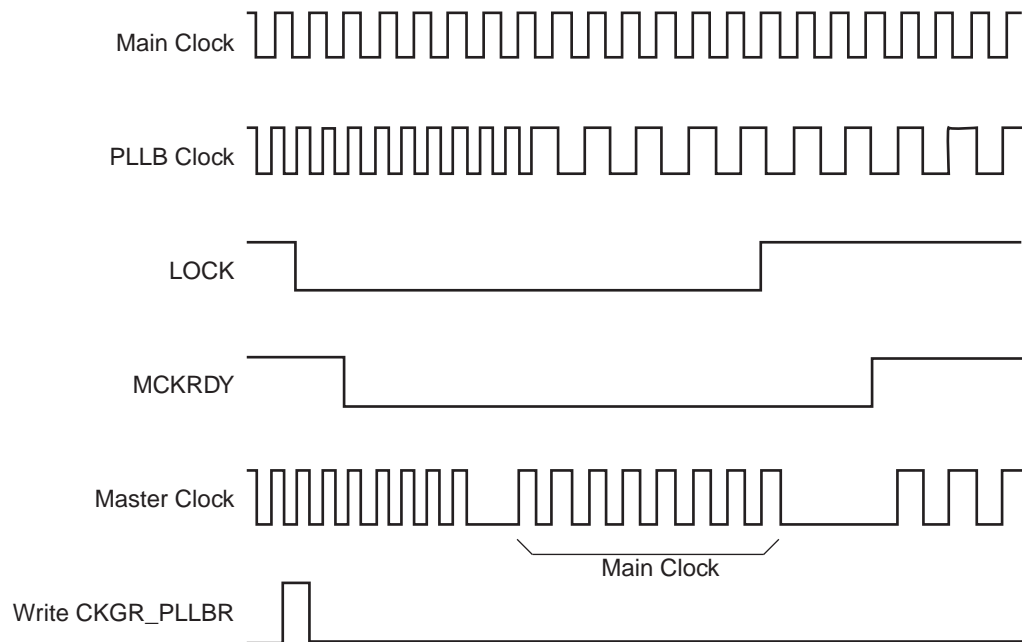 Main Clock
PLLB Clock
LOCK
MCKRDY
Master Clock
Main Clock
Write CKGR_PLLBR